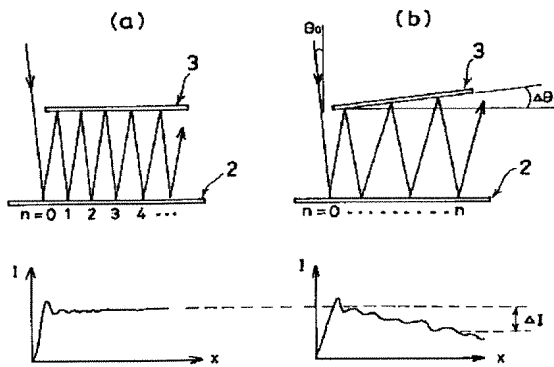 (a)
3
2
n=0 1 2 3 4 ...
I
x
(b)
θ₀
3
Δθ
2
n=0 ......... n
I
ΔI
x